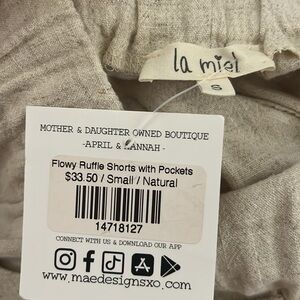 la miel
S
MOTHER & DAUGHTER OWNED BOUTIQUE
-APRIL & HANNAH-
Flowy Ruffle Shorts with Pockets
$33.50 / Small / Natural
14718127
CONNECT WITH US & DOWNLOAD OUR APP
www.maedesignsxo.com